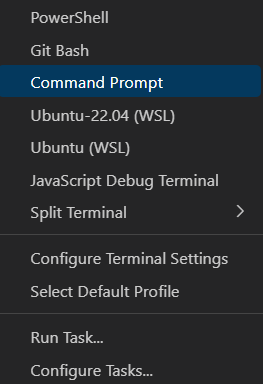 PowerShell
Git Bash
Command Prompt
Ubuntu-22.04 (WSL)
Ubuntu (WSL)
JavaScript Debug Terminal
Split Terminal
Configure Terminal Settings
Select Default Profile
Run Task...
Configure Tasks...